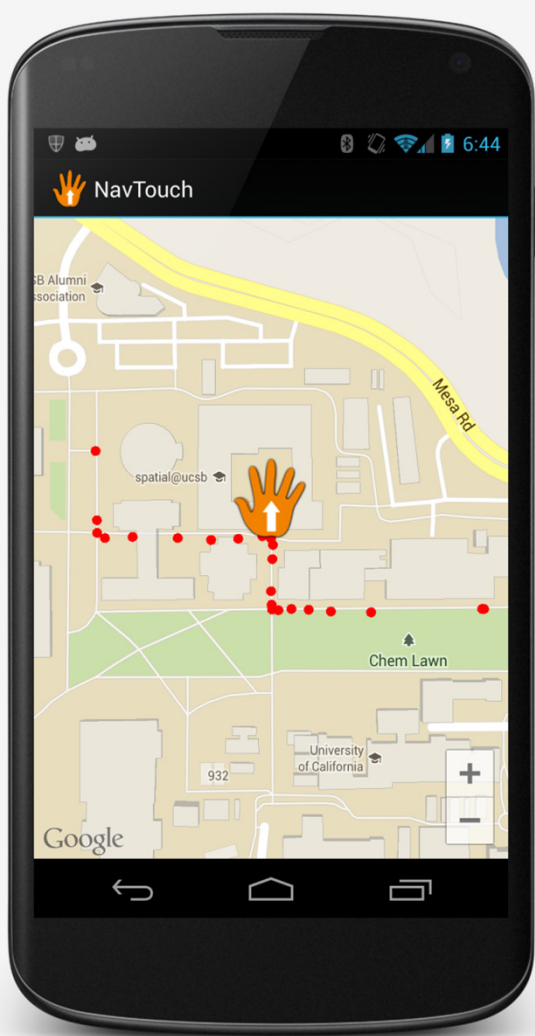 6:44
NavTouch
SB Alumni
ssociation
Mesa Rd
spatial@ucsb
Chem Lawn
University
of California
932
+
−
Google